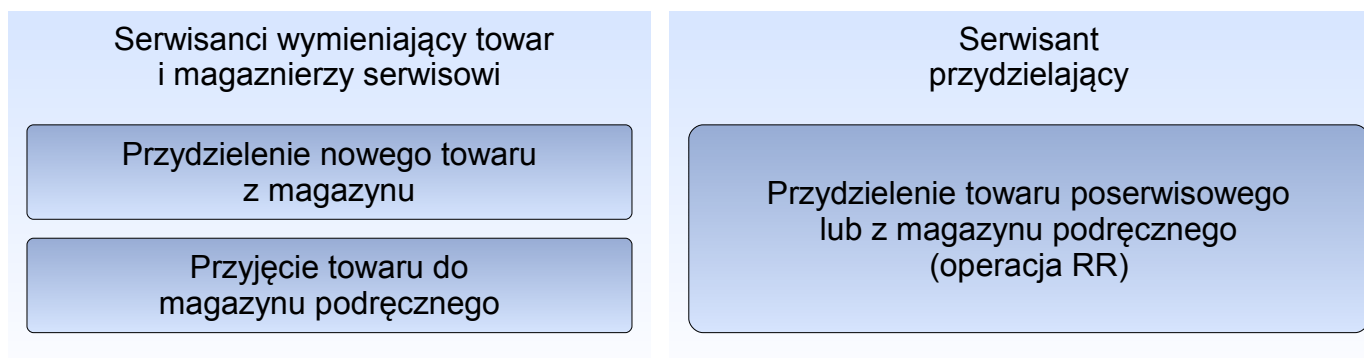 Serwisanci wymieniający towar
i magaznierzy serwisowi
Przydzielenie nowego towaru
z magazynu
Przyjęcie towaru do
magazynu podręcznego
Serwisant
przydzielający
Przydzielenie towaru poserwisowego
lub z magazynu podręcznego
(operacja RR)